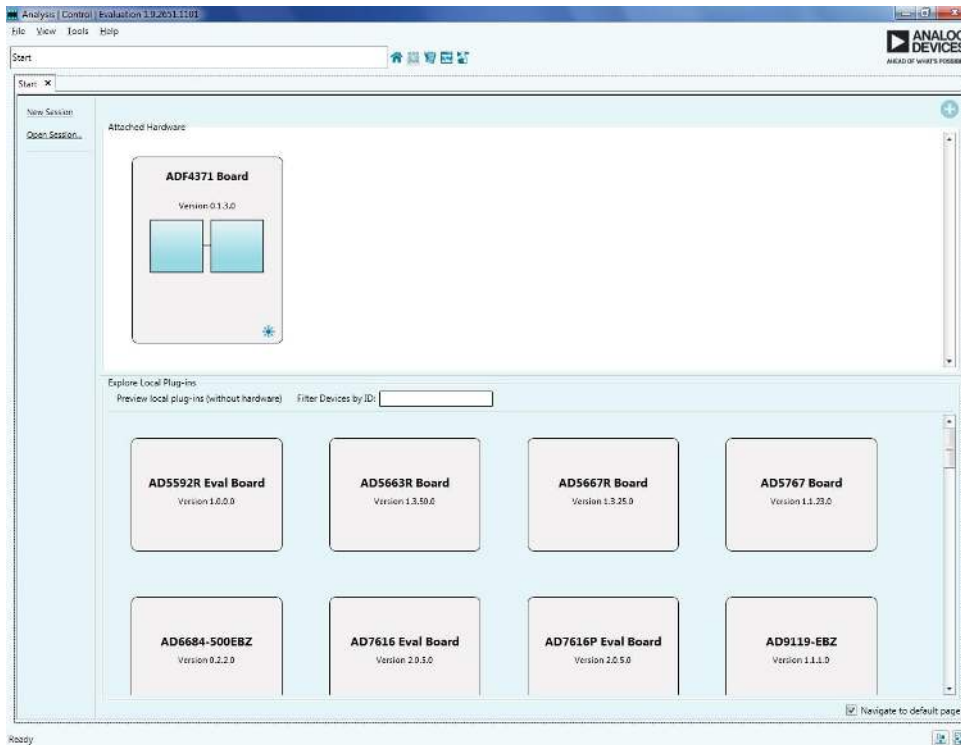 Analysis | Control | Evaluation 1.9.2651.1101
File View Tools Help
Start
ANALOG DEVICES
AHEAD OF WHAT'S POSSIBLE
Start
New Session
Open Session...
Attached Hardware
ADF4371 Board
Version 0.1.3.0
Explore Local Plug-ins
Preview local plug-ins (without hardware) Filter Devices by ID:
AD5592R Eval Board
Version 1.0.0.0
AD5663R Board
Version 1.3.50.0
AD5667R Board
Version 1.3.25.0
AD5767 Board
Version 1.1.23.0
AD6684-500EBZ
Version 0.2.2.0
AD7616 Eval Board
Version 2.0.5.0
AD7616P Eval Board
Version 2.0.5.0
AD9119-EBZ
Version 1.1.1.0
Navigate to default page
Ready